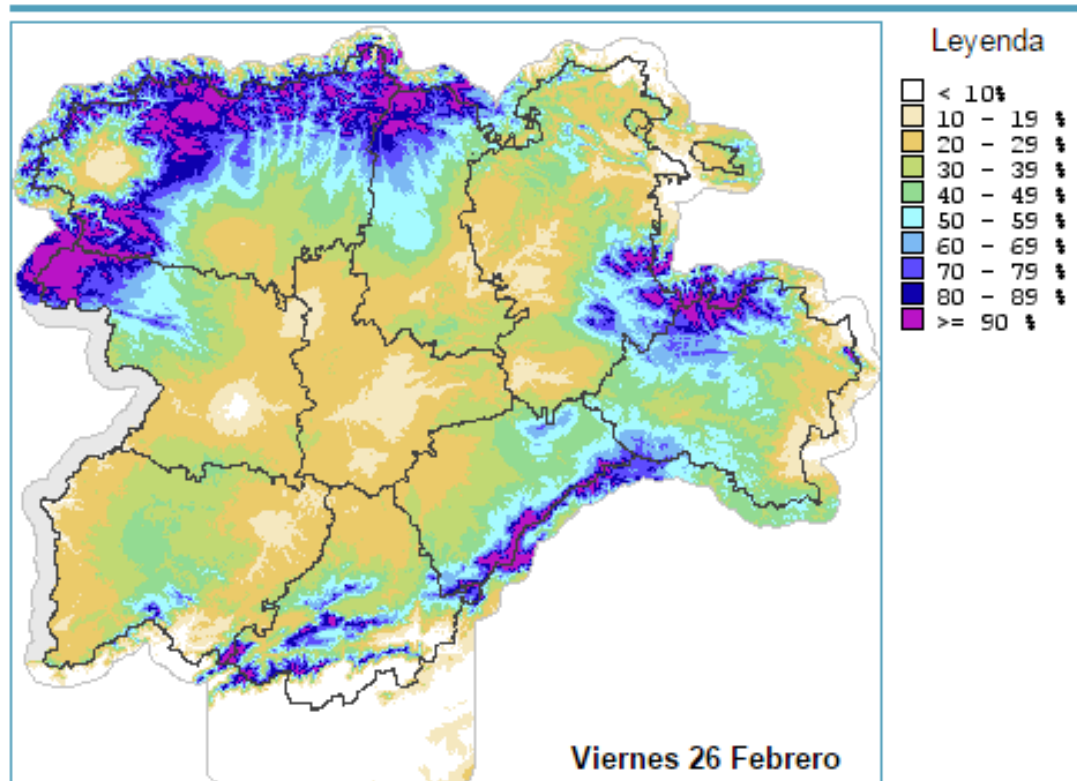 Leyenda
< 10%
10 - 19 %
20 - 29 %
30 - 39 %
40 - 49 %
50 - 59 %
60 - 69 %
70 - 79 %
80 - 89 %
>= 90 %
Viernes 26 Febrero